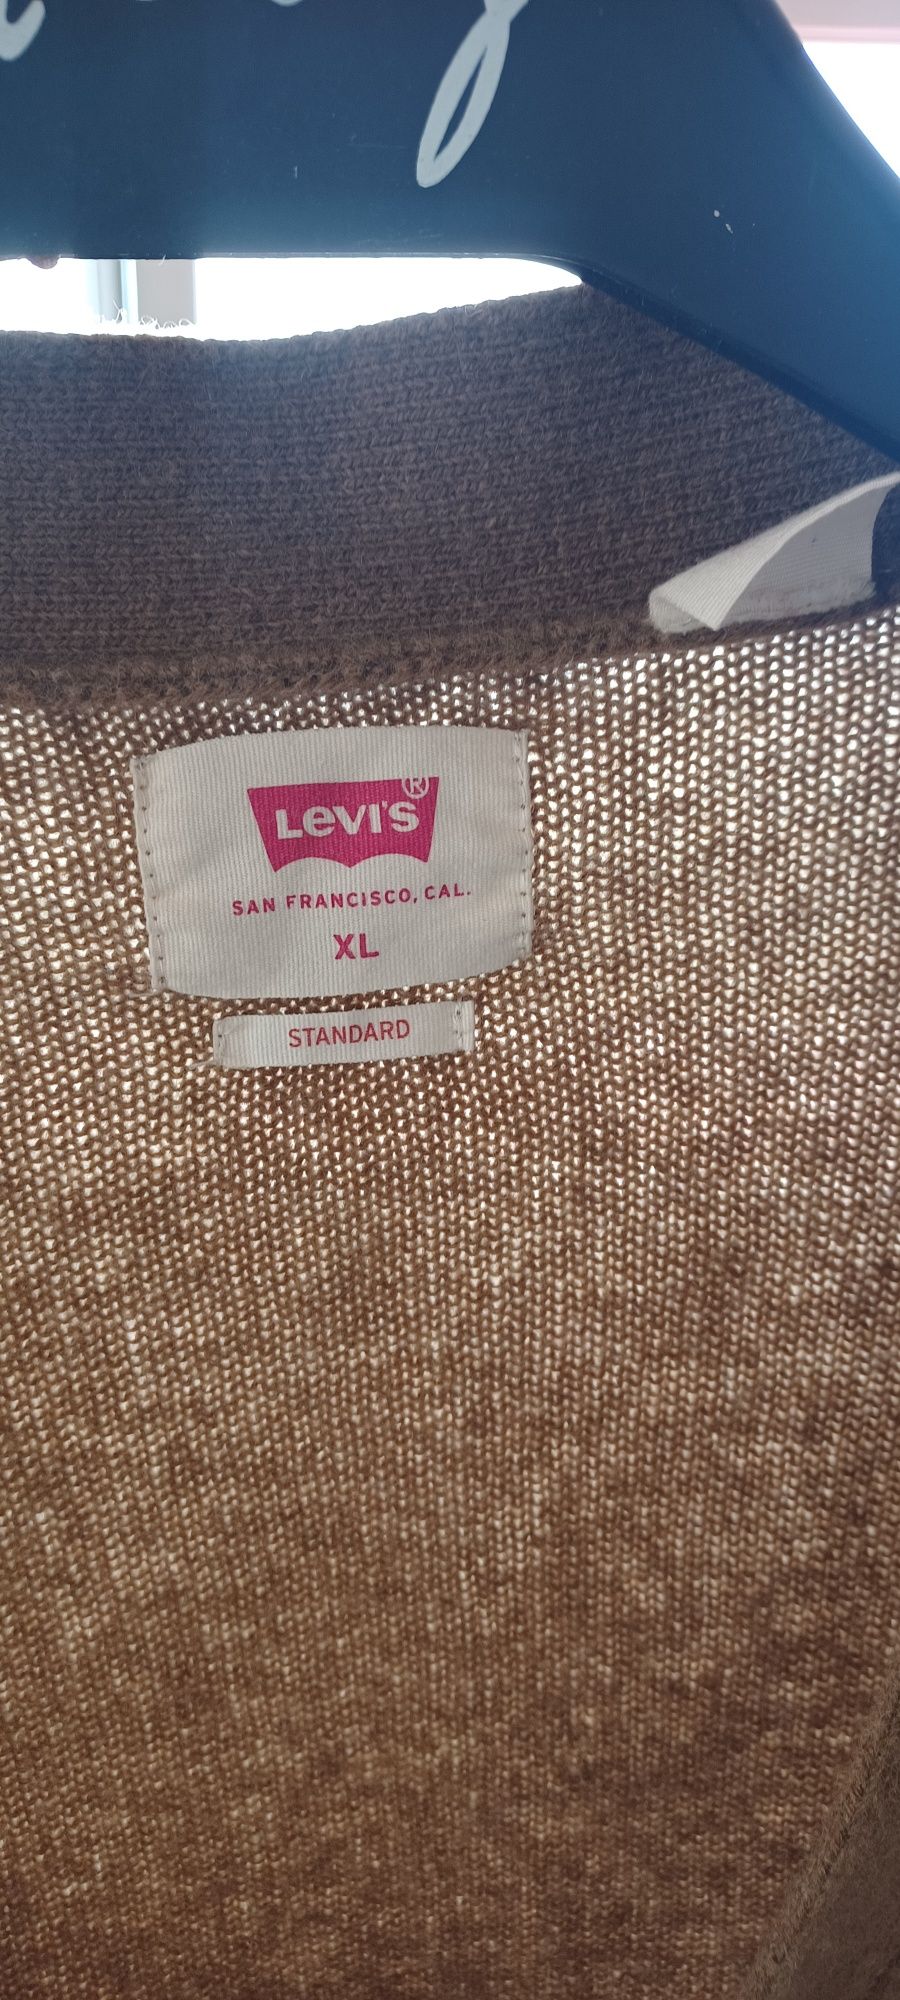 LEVI'S®
SAN FRANCISCO, CAL.
XL
STANDARD